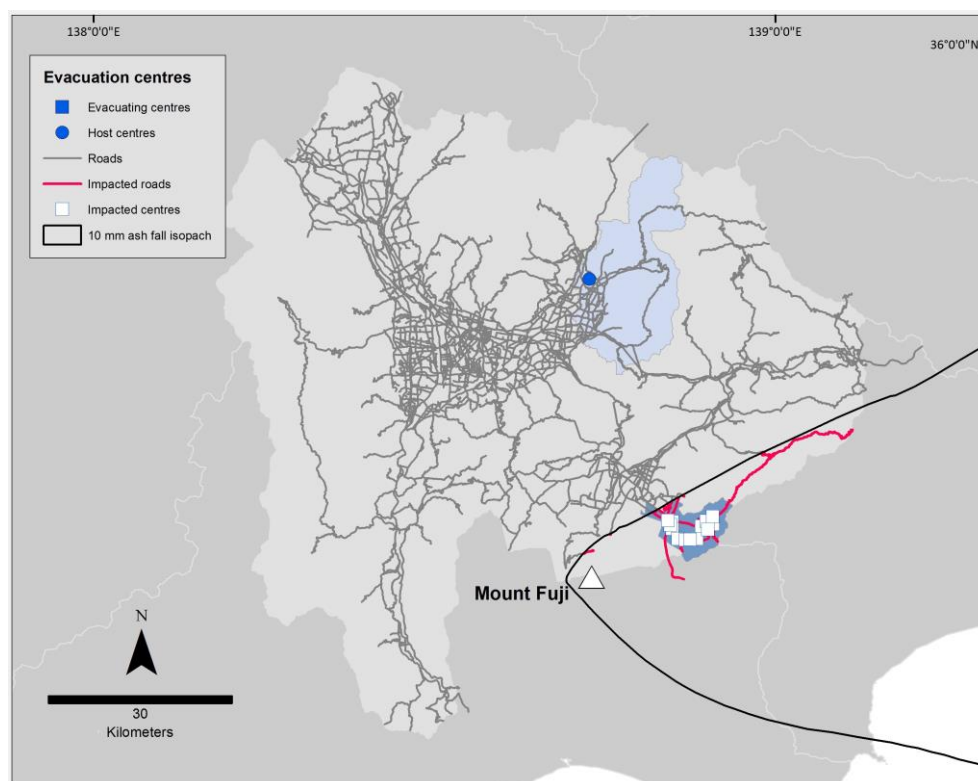 138°0'0"E
139°0'0"E
36°0'0"N
Evacuation centres
Evacuating centres
Host centres
Roads
Impacted roads
Impacted centres
10 mm ash fall isopach
Mount Fuji
N
30
Kilometers